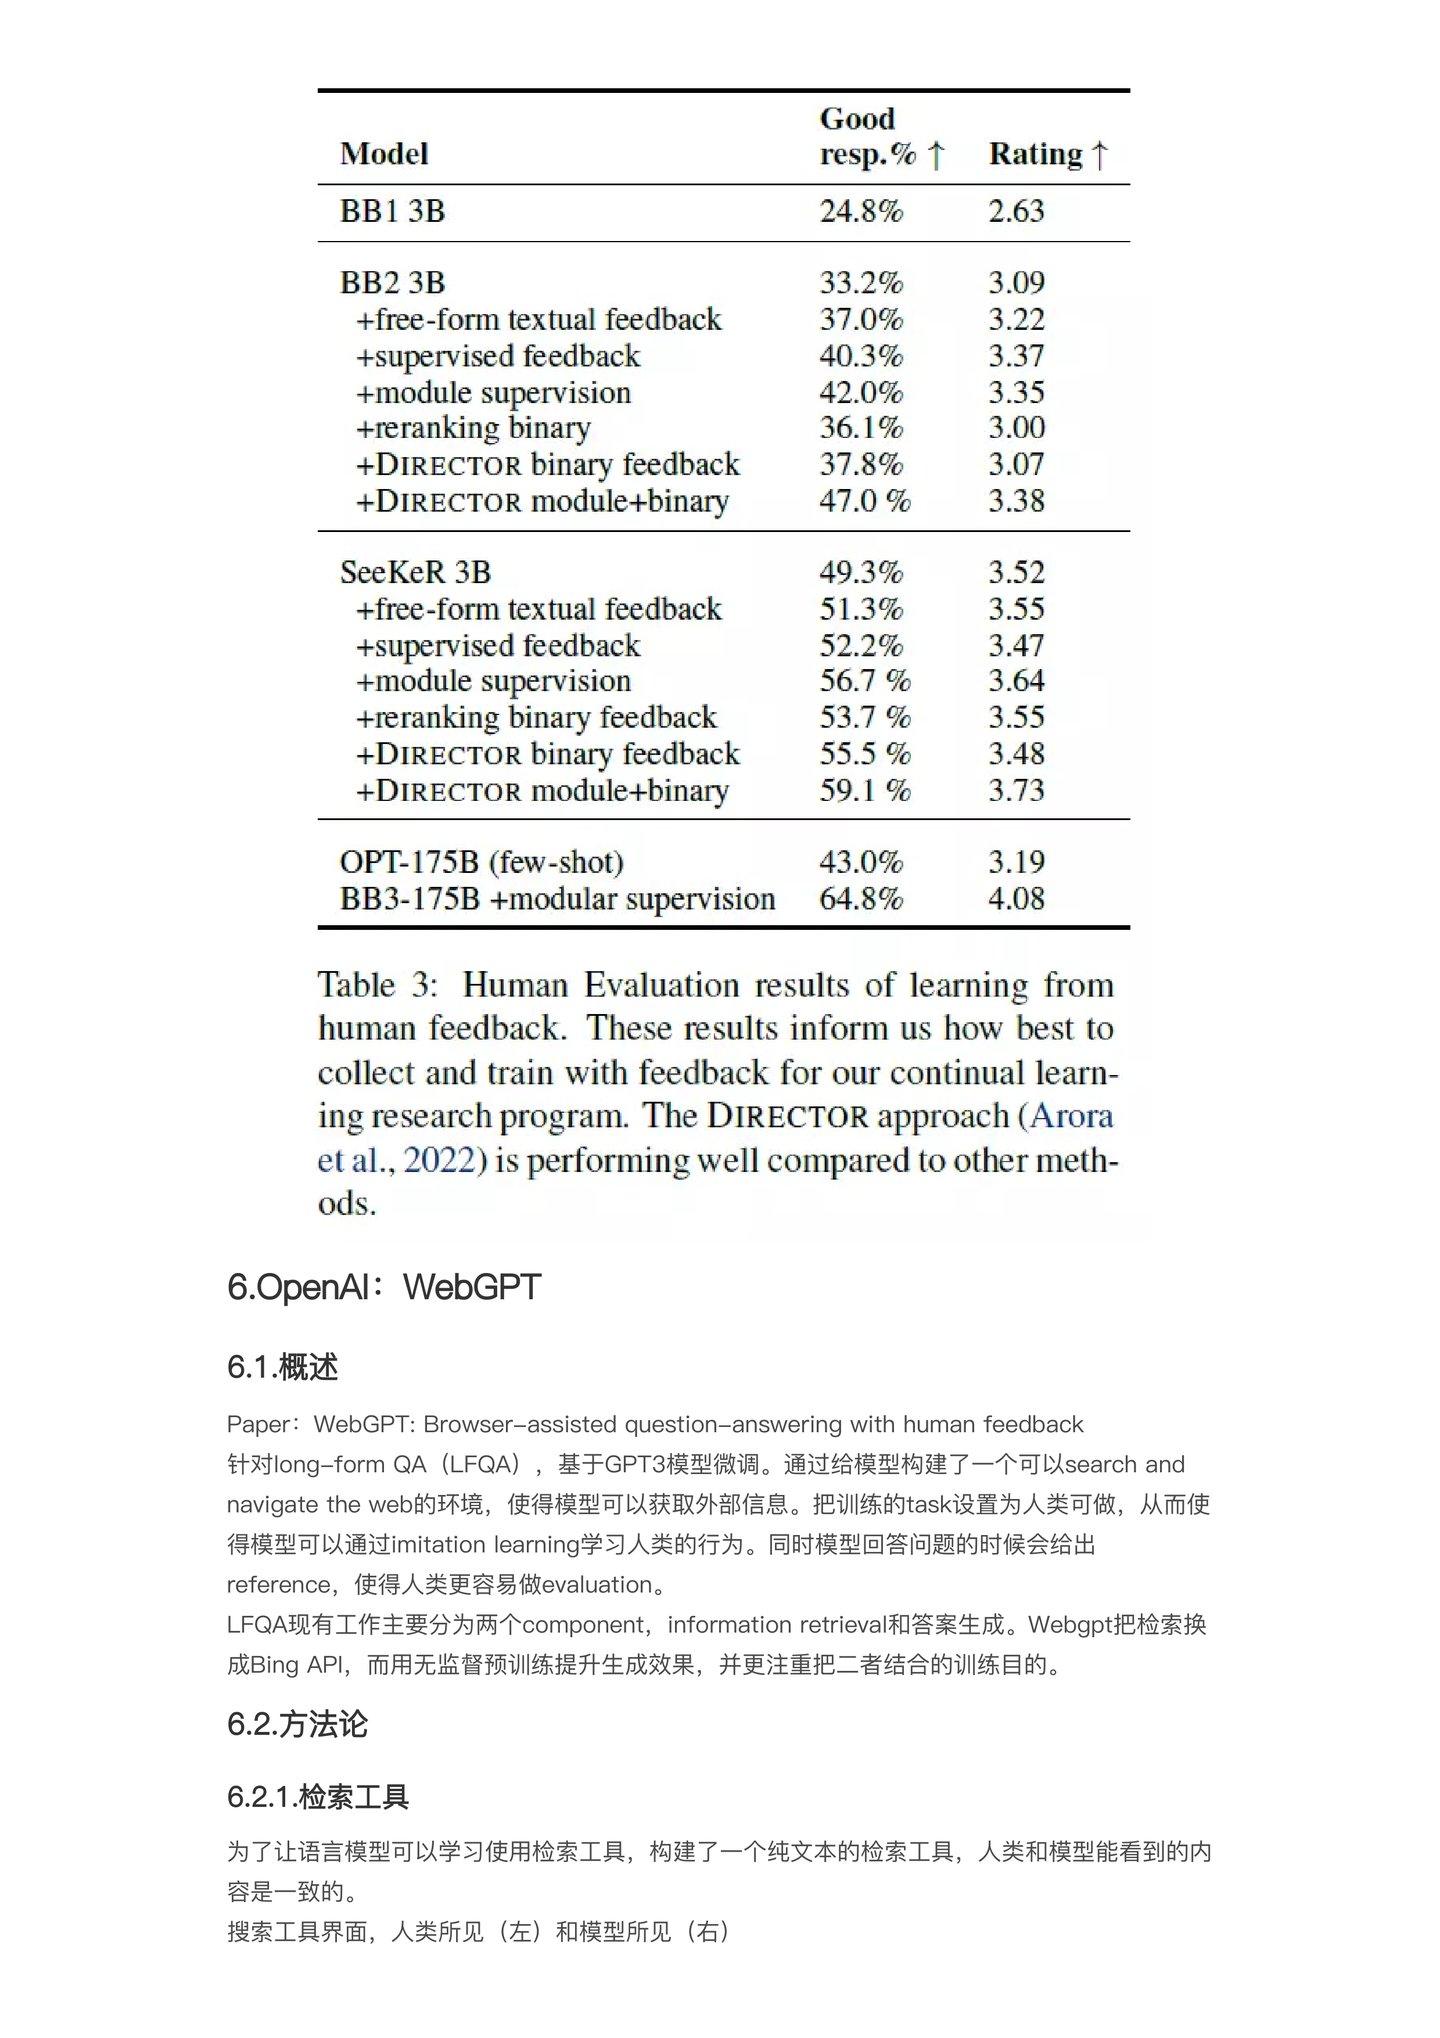 Good
Model resp.% ↑ Rating ↑
BB1 3B 24.8% 2.63
BB2 3B 33.2% 3.09
+free-form textual feedback 37.0% 3.22
+supervised feedback 40.3% 3.37
+module supervision 42.0% 3.35
+reranking binary 36.1% 3.00
+DIRECTOR binary feedback 37.8% 3.07
+DIRECTOR module+binary 47.0 % 3.38
SeeKeR 3B 49.3% 3.52
+free-form textual feedback 51.3% 3.55
+supervised feedback 52.2% 3.47
+module supervision 56.7 % 3.64
+reranking binary feedback 53.7 % 3.55
+DIRECTOR binary feedback 55.5 % 3.48
+DIRECTOR module+binary 59.1 % 3.73
OPT-175B (few-shot) 43.0% 3.19
BB3-175B +modular supervision 64.8% 4.08
Table 3: Human Evaluation results of learning from
human feedback. These results inform us how best to
collect and train with feedback for our continual learn-
ing research program. The DIRECTOR approach (Arora
et al., 2022) is performing well compared to other meth-
ods.
6.OpenAI：WebGPT
6.1.概述
Paper：WebGPT: Browser-assisted question-answering with human feedback
针对long-form QA（LFQA），基于GPT3模型微调。通过给模型构建了一个可以search and
navigate the web的环境，使得模型可以获取外部信息。把训练的task设置为人类可做，从而使
得模型可以通过imitation learning学习人类的行为。同时模型回答问题的时候会给出
reference，使得人类更容易做evaluation。
LFQA现有工作主要分为两个component，information retrieval和答案生成。Webgpt把检索换
成Bing API，而用无监督预训练提升生成效果，并更注重把二者结合的训练目的。
6.2.方法论
6.2.1.检索工具
为了让语言模型可以学习使用检索工具，构建了一个纯文本的检索工具，人类和模型能看到的内
容是一致的。
搜索工具界面，人类所见（左）和模型所见（右）